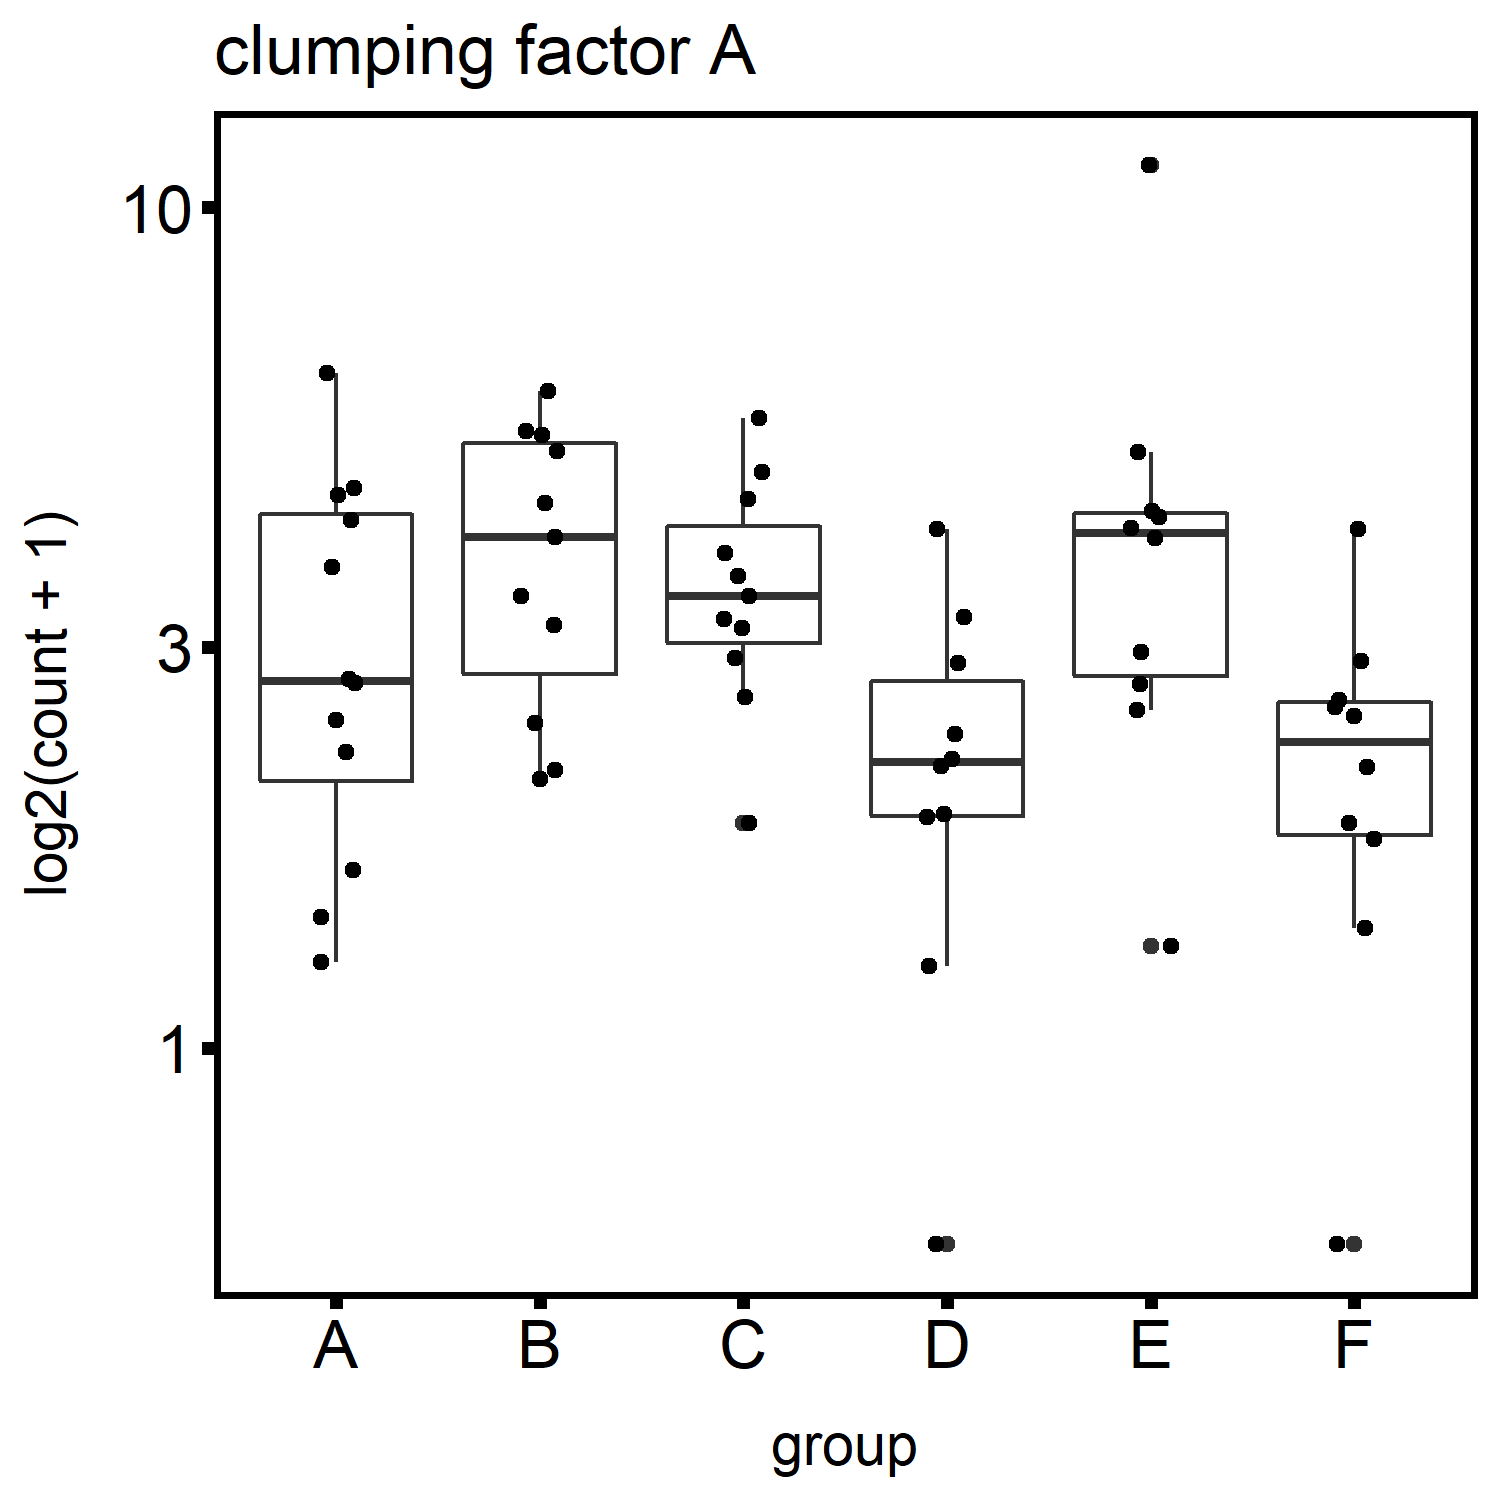 clumping factor A
log2(count + 1)
10
3
1
A B C D E F
group